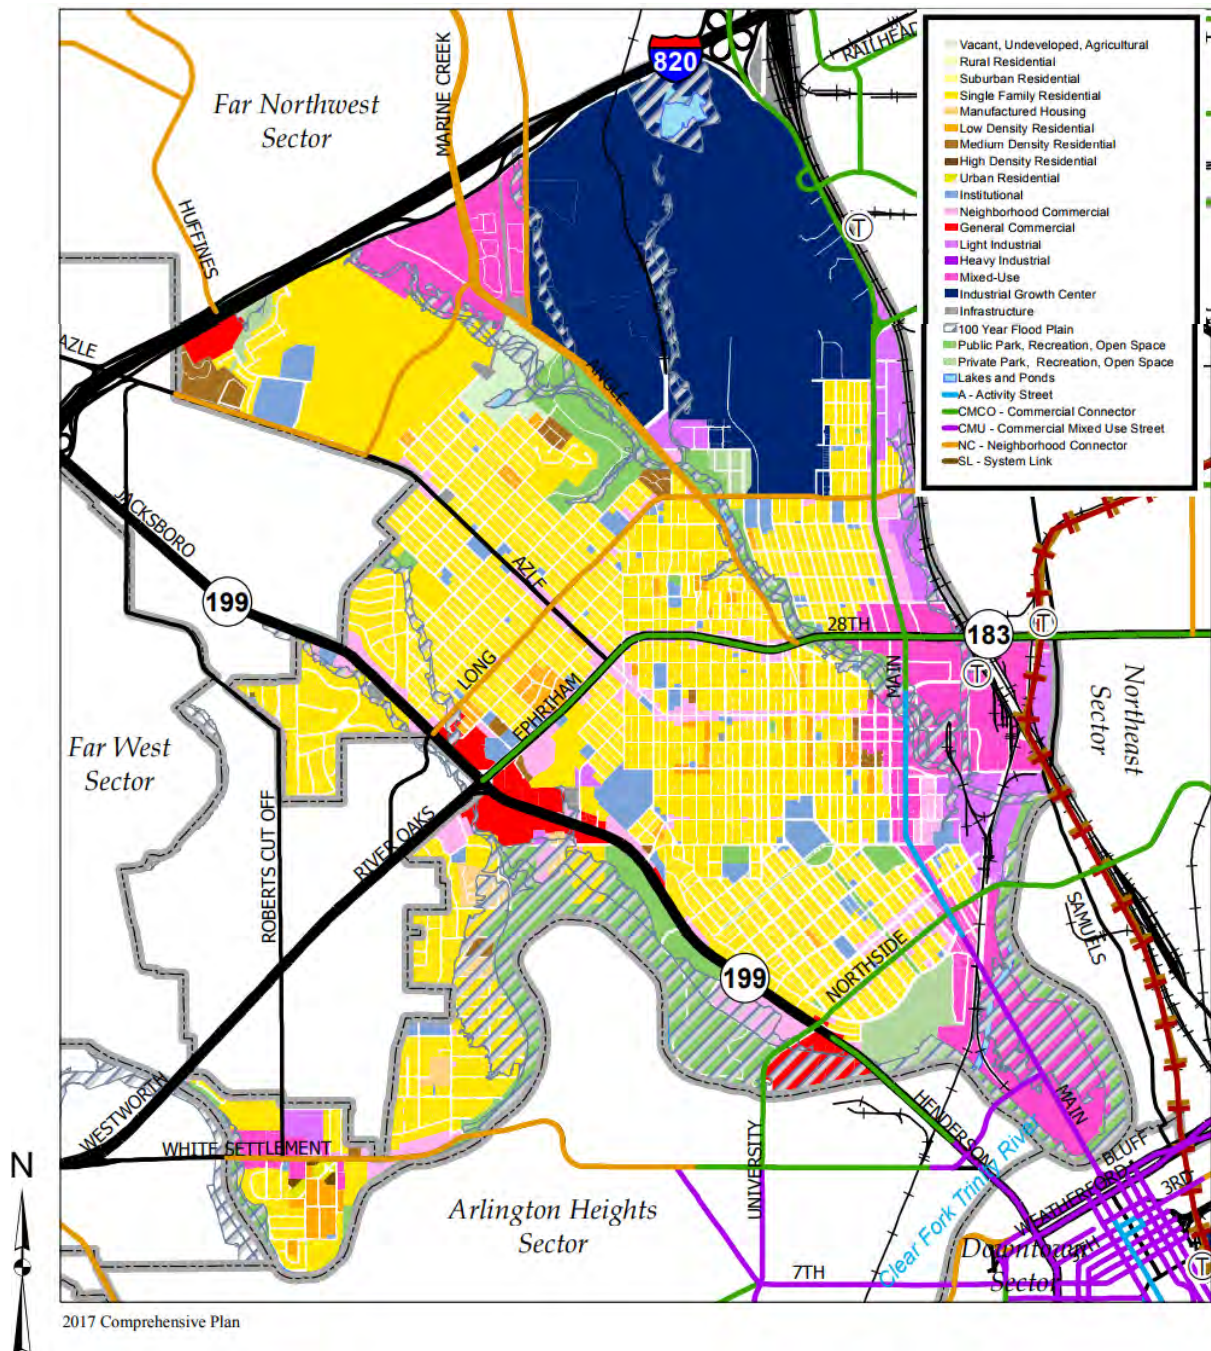 820
RAILHEAD
MARINE CREEK
Far Northwest
Sector
HUFFINES
AZLE
JACKSBORO
199
ANGLE
AZLE
LONG
EPHRIHAM
28TH
183
MAIN
T
T
T
Northeast
Sector
Far West
Sector
ROBERTS CUT OFF
RIVER OAKS
SAMUELS
NORTHSIDE
199
WESTWORTH
WHITE SETTLEMENT
UNIVERSITY
HENDERSON
MAIN
BLUFF
WEATHERFORD
3RD
Clear Fork Trinity River
Arlington Heights
Sector
Downtown
Sector
7TH
T
N
Vacant, Undeveloped, Agricultural
Rural Residential
Suburban Residential
Single Family Residential
Manufactured Housing
Low Density Residential
Medium Density Residential
High Density Residential
Urban Residential
Institutional
Neighborhood Commercial
General Commercial
Light Industrial
Heavy Industrial
Mixed-Use
Industrial Growth Center
Infrastructure
100 Year Flood Plain
Public Park, Recreation, Open Space
Private Park, Recreation, Open Space
Lakes and Ponds
A - Activity Street
CMCO - Commercial Connector
CMU - Commercial Mixed Use Street
NC - Neighborhood Connector
SL - System Link
2017 Comprehensive Plan